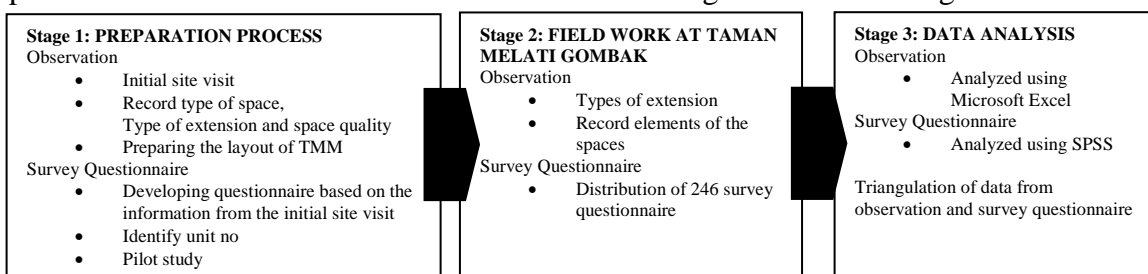 Stage 1: PREPARATION PROCESS
Observation
• Initial site visit
• Record type of space,
Type of extension and space quality
• Preparing the layout of TMM
Survey Questionnaire
• Developing questionnaire based on the
information from the initial site visit
• Identify unit no
• Pilot study
Stage 2: FIELD WORK AT TAMAN
MELATI GOMBAK
Observation
• Types of extension
• Record elements of the
spaces
Survey Questionnaire
• Distribution of 246 survey
questionnaire
Stage 3: DATA ANALYSIS
Observation
• Analyzed using
Microsoft Excel
Survey Questionnaire
• Analyzed using SPSS
Triangulation of data from
observation and survey questionnaire